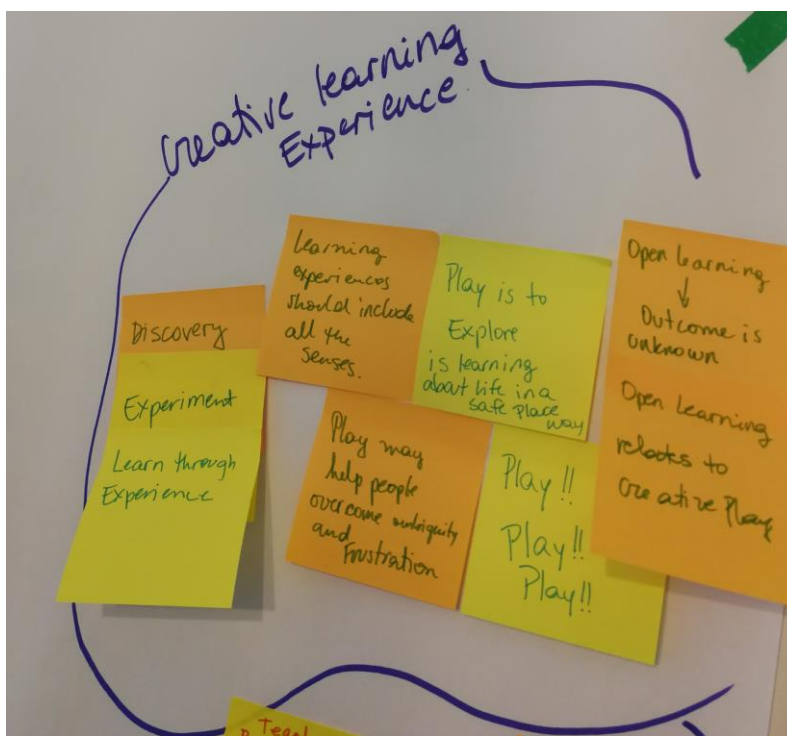 Creative learning
Experience
Discovery
Experiment
Learn through
Experience
Learning
experiences
should include
all the
senses.
Play is to
Explore
is learning
about life in a
safe place
way
Play may
help people
overcome ambiguity
and
Frustration
Play!!
Play!!
Play!!
Open learning
↓
Outcome is
unknown
Open Learning
relates to
Creative Play